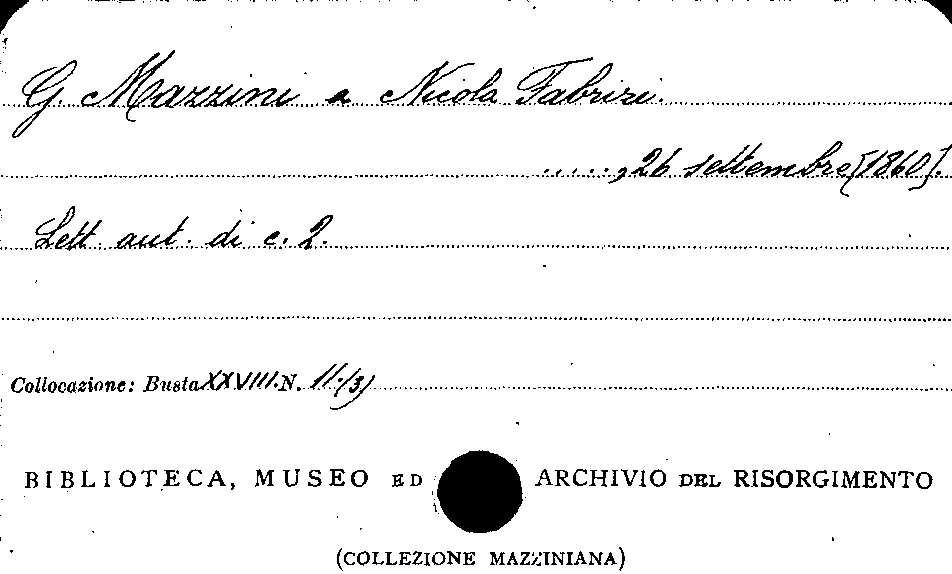 G. Mazzini a Nicola Fabrizi.
....., 26 settembre [1860].
Lett. aut. di c. 2.
Collocazione: Busta XXVIII. N. 11.(3)
BIBLIOTECA, MUSEO ED ARCHIVIO DEL RISORGIMENTO
(COLLEZIONE MAZZINIANA)